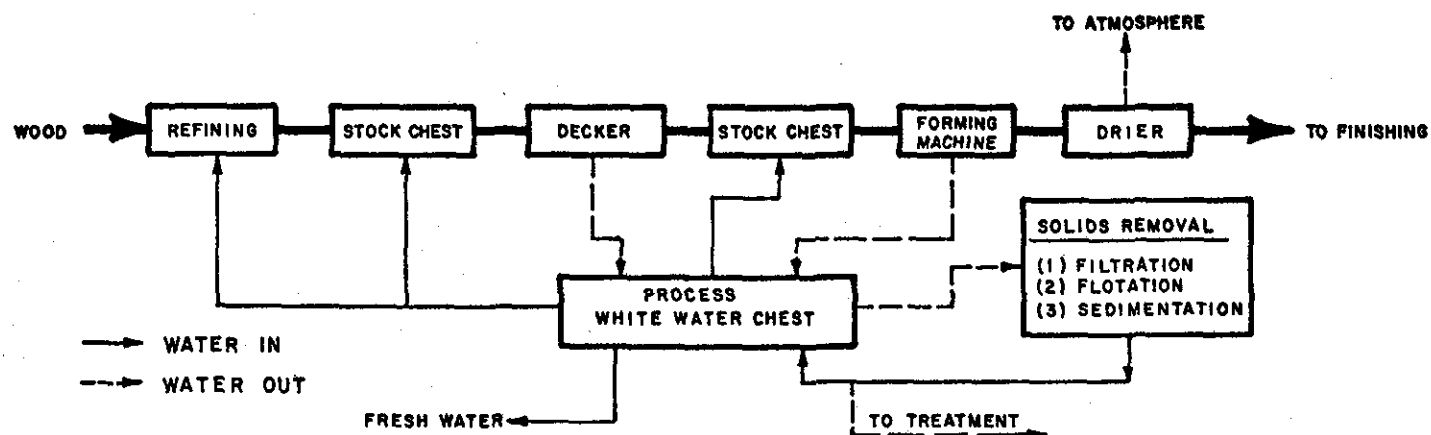 TO ATMOSPHERE
WOOD
REFINING
STOCK CHEST
DECKER
STOCK CHEST
FORMING
MACHINE
DRIER
TO FINISHING
SOLIDS REMOVAL
(1) FILTRATION
(2) FLOTATION
(3) SEDIMENTATION
PROCESS
WHITE WATER CHEST
WATER IN
WATER OUT
FRESH WATER
TO TREATMENT